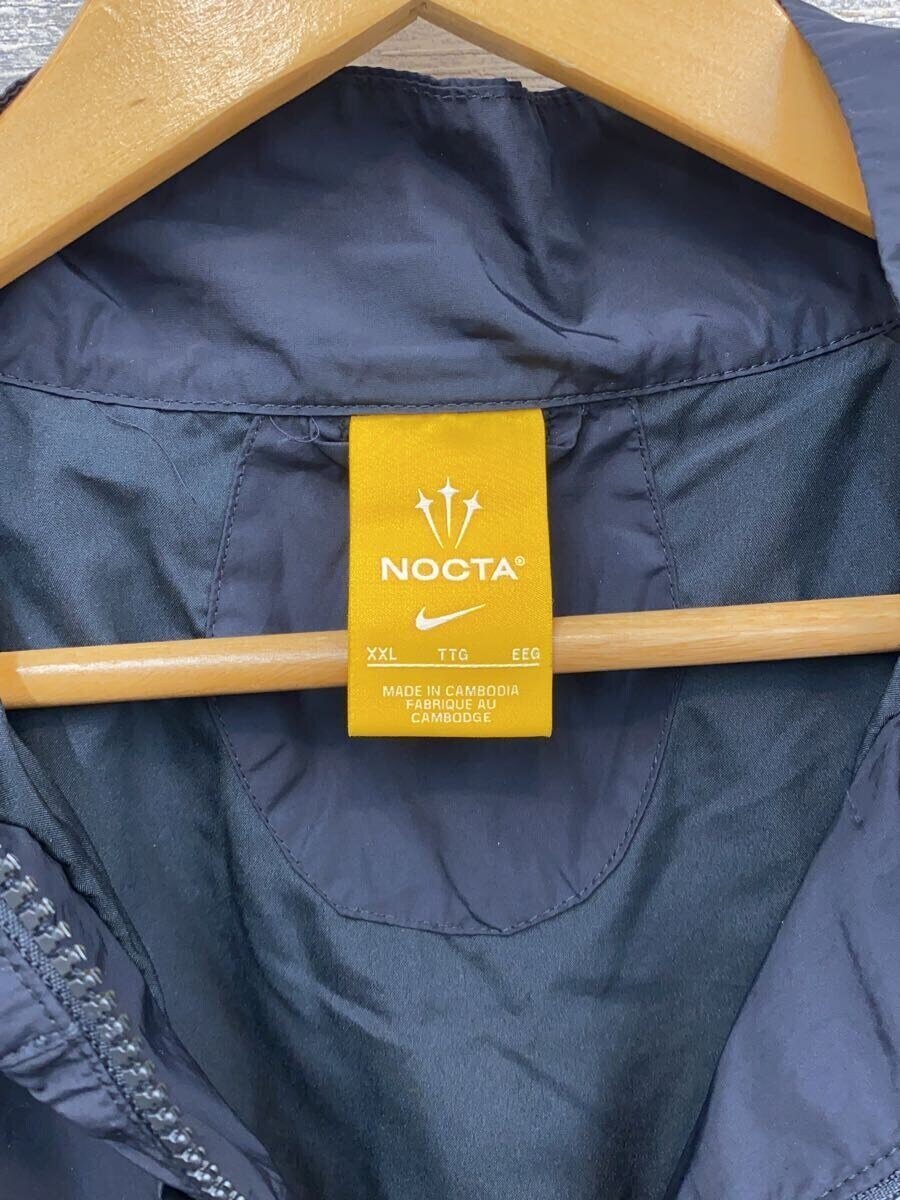 NOCTA®
XXL TTG EEG
MADE IN CAMBODIA
FABRIQUE AU
CAMBODGE